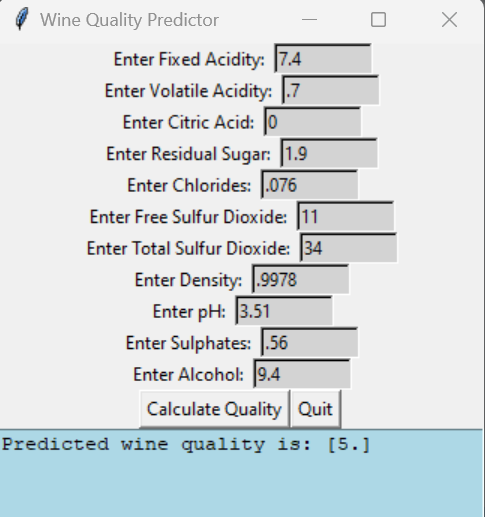 Wine Quality Predictor
Enter Fixed Acidity: 7.4
Enter Volatile Acidity: .7
Enter Citric Acid: 0
Enter Residual Sugar: 1.9
Enter Chlorides: .076
Enter Free Sulfur Dioxide: 11
Enter Total Sulfur Dioxide: 34
Enter Density: .9978
Enter pH: 3.51
Enter Sulphates: .56
Enter Alcohol: 9.4
Calculate Quality Quit
Predicted wine quality is: [5.]